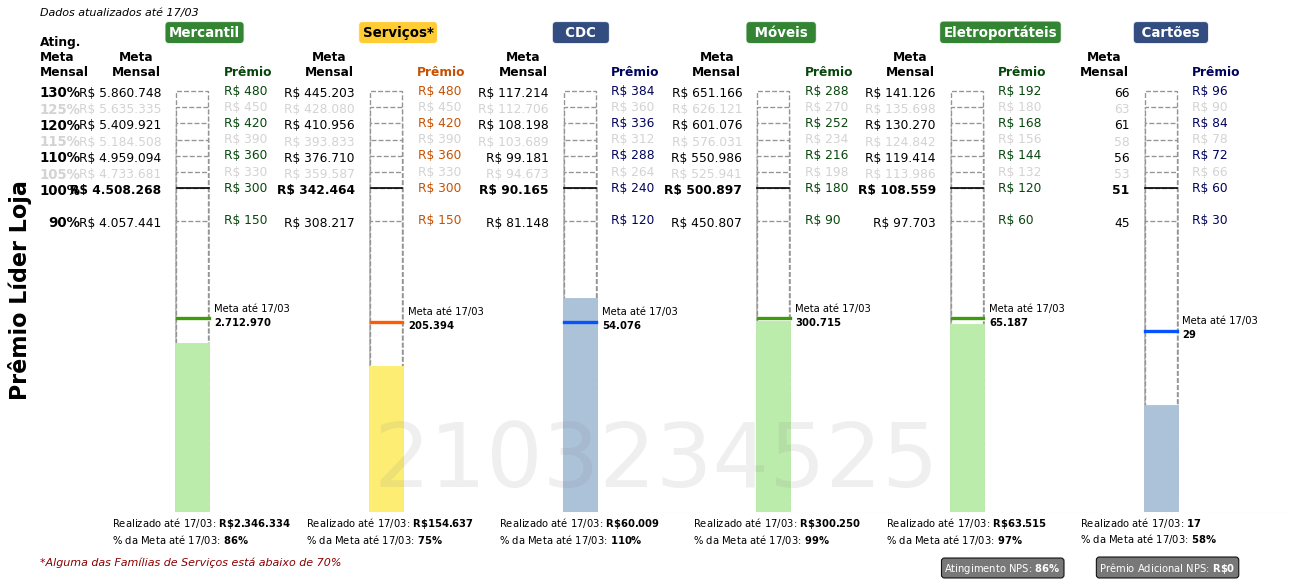 Dados atualizados até 17/03
Mercantil Serviços* CDC Móveis Eletroportáteis Cartões
Ating.
Meta Meta Meta Meta Meta Meta Meta
Mensal Mensal Prêmio Mensal Prêmio Mensal Prêmio Mensal Prêmio Mensal Prêmio Mensal Prêmio
130% R$ 5.860.748 R$ 480 R$ 445.203 R$ 480 R$ 117.214 R$ 384 R$ 651.166 R$ 288 R$ 141.126 R$ 192 66 R$ 96
125% R$ 5.635.335 R$ 450 R$ 428.080 R$ 450 R$ 112.706 R$ 360 R$ 626.121 R$ 270 R$ 135.698 R$ 180 63 R$ 90
120% R$ 5.409.921 R$ 420 R$ 410.956 R$ 420 R$ 108.198 R$ 336 R$ 601.076 R$ 252 R$ 130.270 R$ 168 61 R$ 84
115% R$ 5.184.508 R$ 390 R$ 393.833 R$ 390 R$ 103.689 R$ 312 R$ 576.031 R$ 234 R$ 124.842 R$ 156 58 R$ 78
110% R$ 4.959.094 R$ 360 R$ 376.710 R$ 360 R$ 99.181 R$ 288 R$ 550.986 R$ 216 R$ 119.414 R$ 144 56 R$ 72
105% R$ 4.733.681 R$ 330 R$ 359.587 R$ 330 R$ 94.673 R$ 264 R$ 525.941 R$ 198 R$ 113.986 R$ 132 53 R$ 66
100% R$ 4.508.268 R$ 300 R$ 342.464 R$ 300 R$ 90.165 R$ 240 R$ 500.897 R$ 180 R$ 108.559 R$ 120 51 R$ 60
90% R$ 4.057.441 R$ 150 R$ 308.217 R$ 150 R$ 81.148 R$ 120 R$ 450.807 R$ 90 R$ 97.703 R$ 60 45 R$ 30
Prêmio Líder Loja
Meta até 17/03 Meta até 17/03 Meta até 17/03 Meta até 17/03 Meta até 17/03 Meta até 17/03
2.712.970 205.394 54.076 300.715 65.187 29
2103234525
Realizado até 17/03: R$2.346.334 Realizado até 17/03: R$154.637 Realizado até 17/03: R$60.009 Realizado até 17/03: R$300.250 Realizado até 17/03: R$63.515 Realizado até 17/03: 17
% da Meta até 17/03: 86% % da Meta até 17/03: 75% % da Meta até 17/03: 110% % da Meta até 17/03: 99% % da Meta até 17/03: 97% % da Meta até 17/03: 58%
*Alguma das Famílias de Serviços está abaixo de 70% Atingimento NPS: 86% Prêmio Adicional NPS: R$0